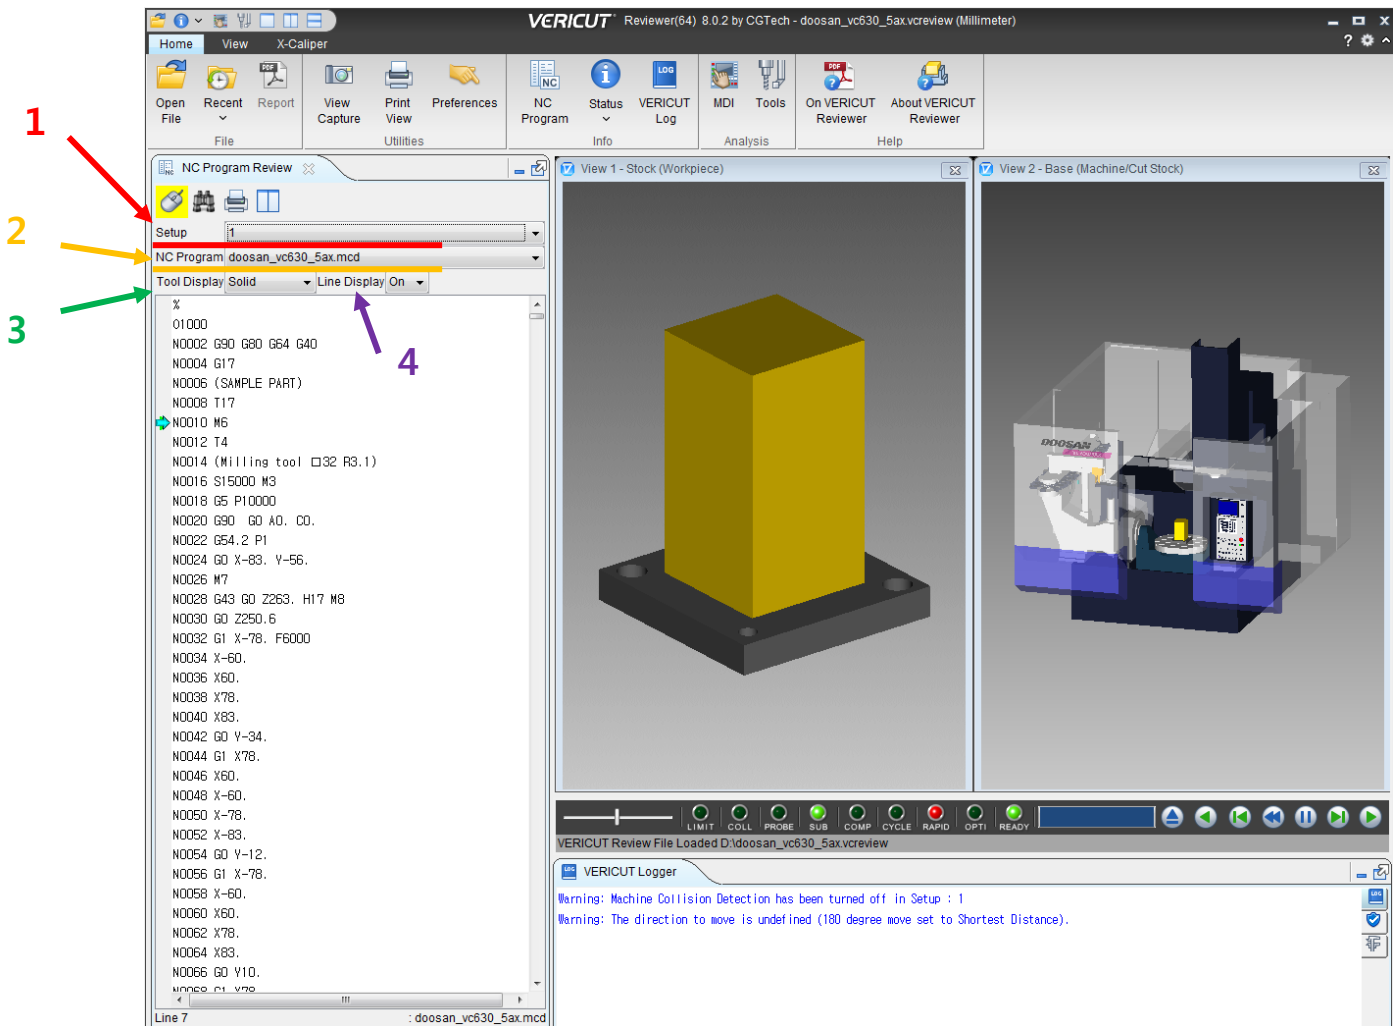 VERICUT Reviewer(64) 8.0.2 by CGTech - doosan_vc630_5ax.vcreview (Millimeter)
Home View X-Caliper
Open File
Recent
Report
View Capture
Print View
Preferences
NC Program
Status
VERICUT Log
MDI
Tools
On VERICUT Reviewer
About VERICUT Reviewer
File
Utilities
Info
Analysis
Help
1
2
3
4
NC Program Review
Setup 1
NC Program doosan_vc630_5ax.mcd
Tool Display Solid Line Display On
%
O1000
N0002 G90 G80 G64 G40
N0004 G17
N0006 (SAMPLE PART)
N0008 T17
N0010 M6
N0012 T4
N0014 (Milling tool □32 R3.1)
N0016 S15000 M3
N0018 G5 P10000
N0020 G90  G0 A0. C0.
N0022 G54.2 P1
N0024 G0 X-83. Y-56.
N0026 M7
N0028 G43 G0 Z263. H17 M8
N0030 G0 Z250.6
N0032 G1 X-78. F6000
N0034 X-60.
N0036 X60.
N0038 X78.
N0040 X83.
N0042 G0 Y-34.
N0044 G1 X78.
N0046 X60.
N0048 X-60.
N0050 X-78.
N0052 X-83.
N0054 G0 Y-12.
N0056 G1 X-78.
N0058 X-60.
N0060 X60.
N0062 X78.
N0064 X83.
N0066 G0 Y10.
N0068 G1 X78.
Line 7 : doosan_vc630_5ax.mcd
View 1 - Stock (Workpiece)
View 2 - Base (Machine/Cut Stock)
DOOSAN
LIMIT COLL PROBE SUB COMP CYCLE RAPID OPTI READY
VERICUT Review File Loaded D:\doosan_vc630_5ax.vcreview
VERICUT Logger
Warning: Machine Collision Detection has been turned off in Setup : 1
Warning: The direction to move is undefined (180 degree move set to Shortest Distance).